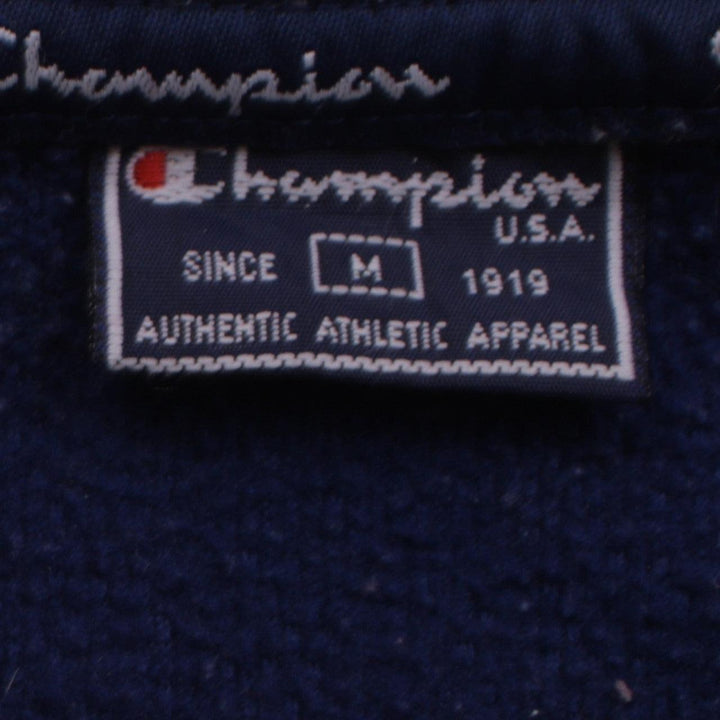 Champion
Champion
U.S.A.
SINCE M 1919
AUTHENTIC ATHLETIC APPAREL